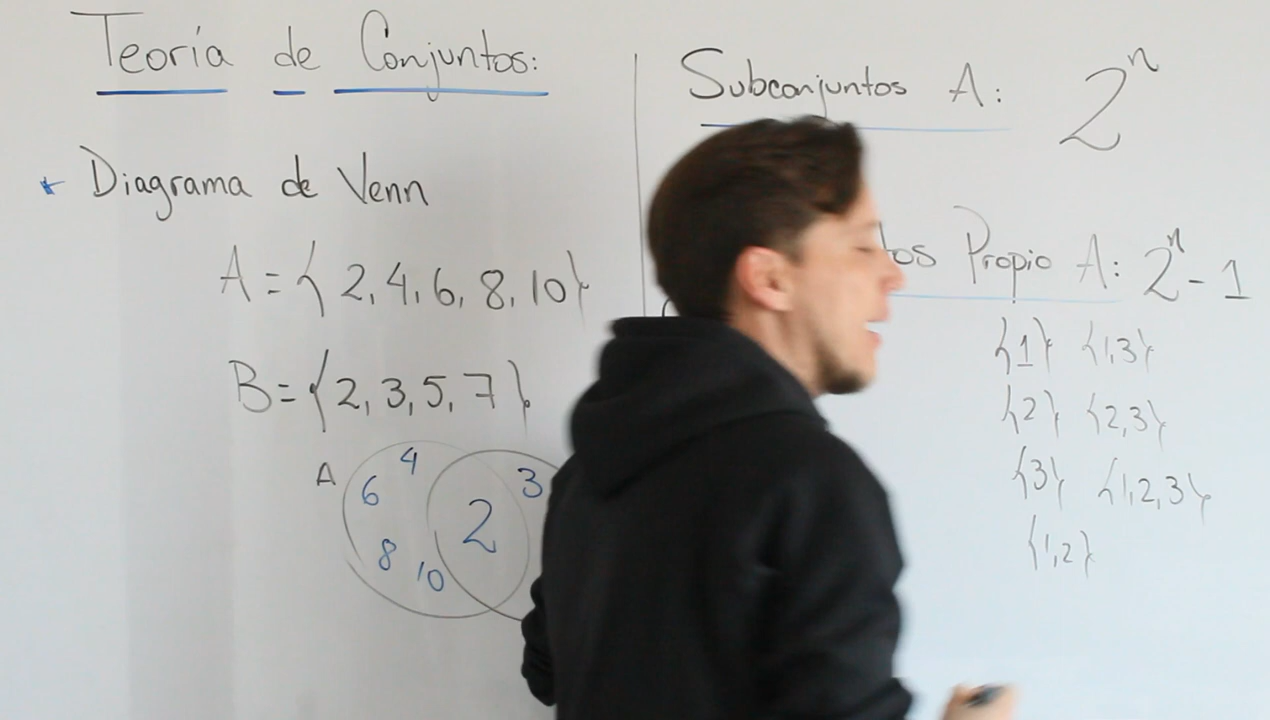 Teoría de Conjuntos:
* Diagrama de Venn
A = { 2, 4, 6, 8, 10}
B = {2, 3, 5, 7}
A
4
6
3
2
8
10
Subconjuntos A: 2ⁿ
Propio A: 2ⁿ - 1
{1} {1,3}
{2} {2,3}
{3} {1,2,3}
{1,2}